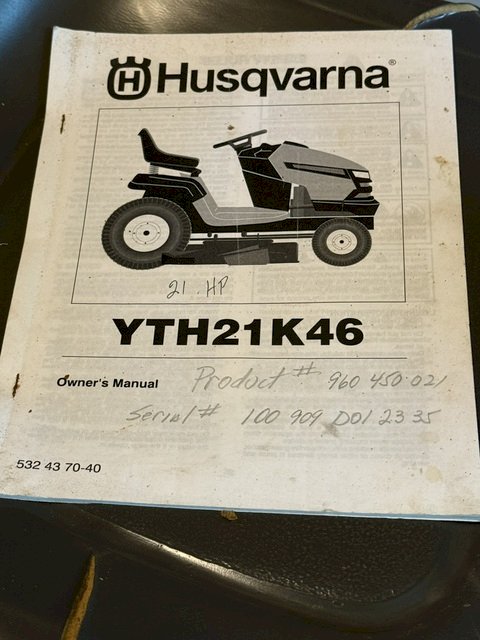 Husqvarna®
21 HP
YTH21K46
Owner's Manual Product # 960 450.021
Serial # 100 909 D01 23 35
532 43 70-40